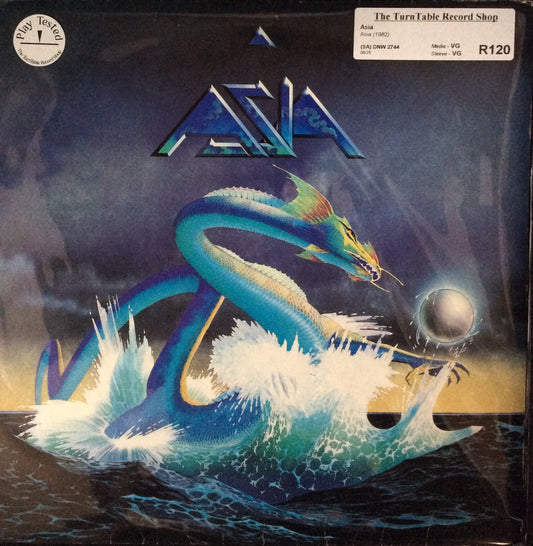 Play Tested
The TurnTable Record Shop
The TurnTable Record Shop
Asia
Asia (1982)
(SA) DNW 2744
Media - VG
Sleeve - VG
R120
ASIA